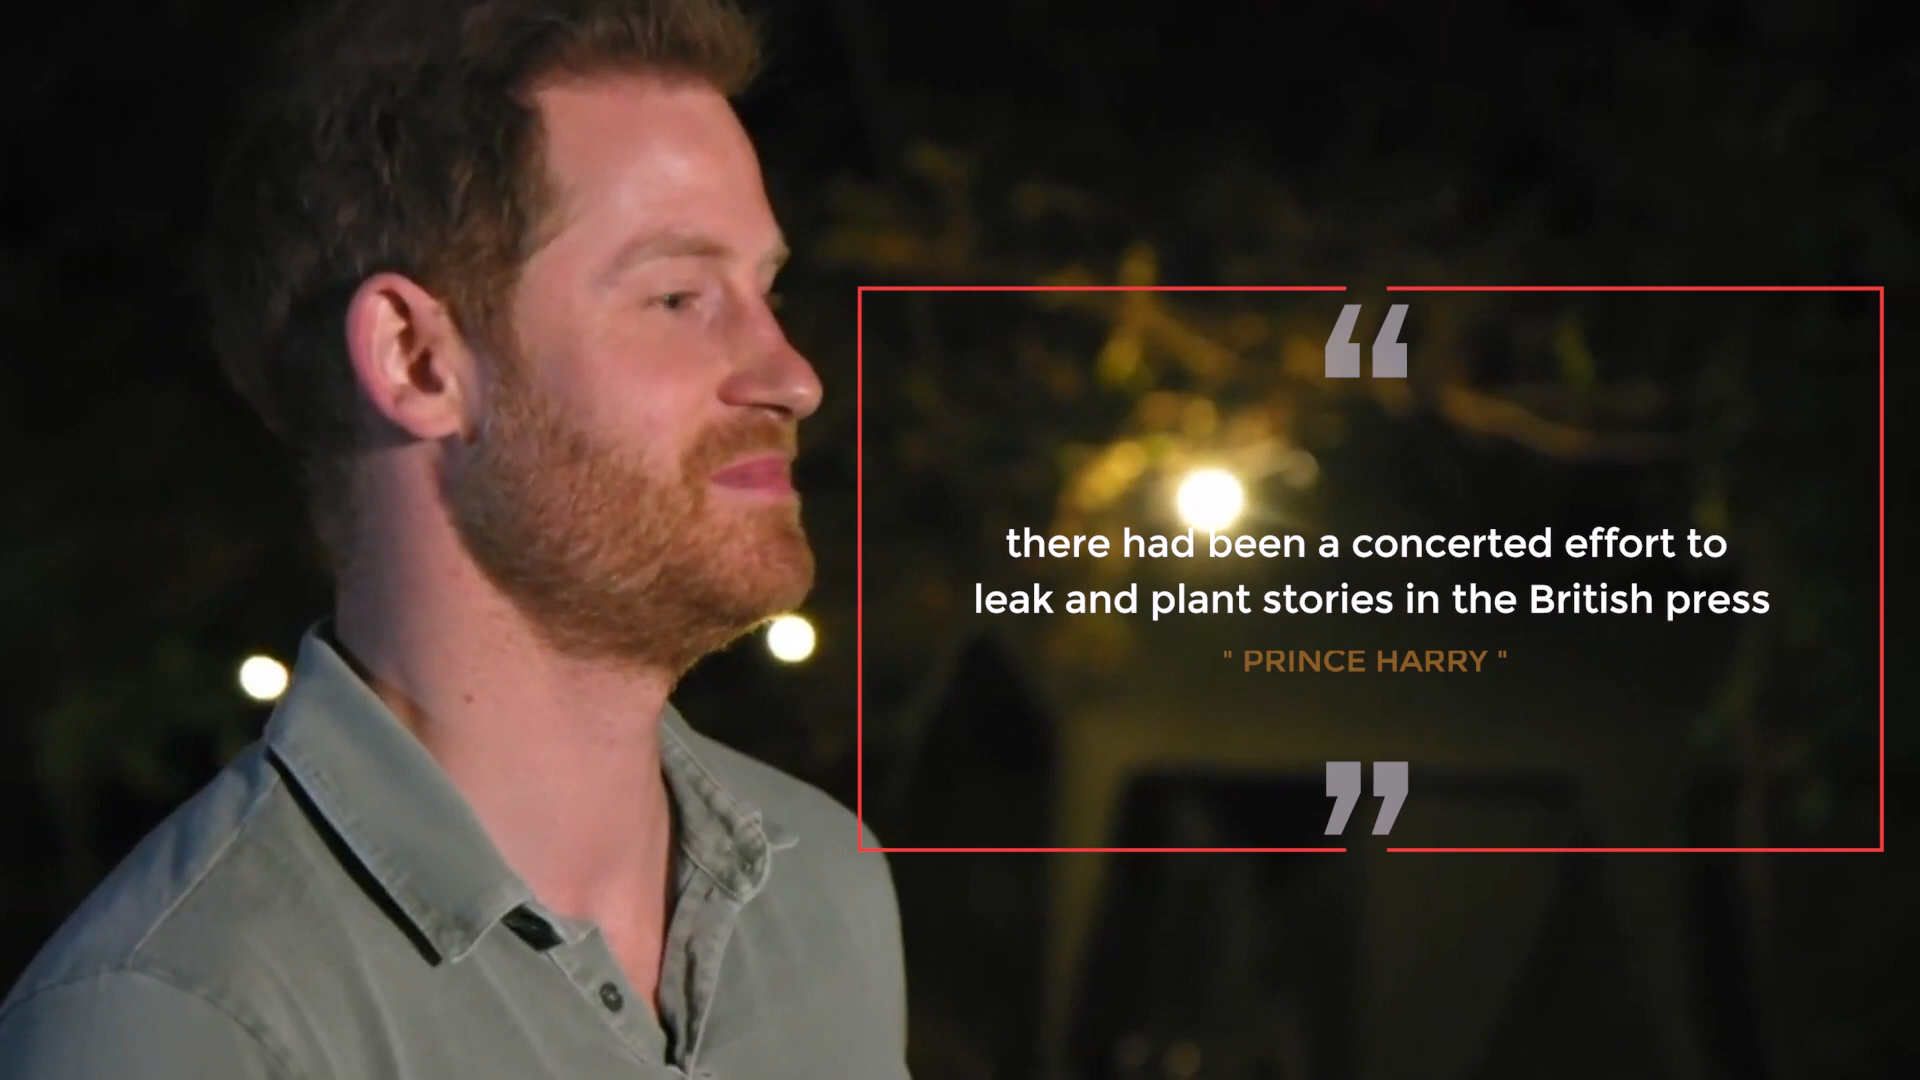 “
there had been a concerted effort to
leak and plant stories in the British press
" PRINCE HARRY "
”